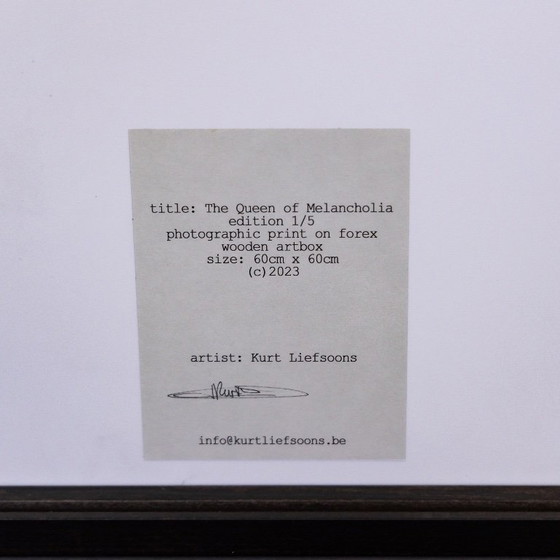 title: The Queen of Melancholia
edition 1/5
photographic print on forex
wooden artbox
size: 60cm x 60cm
(c)2023
artist: Kurt Liefsoons
Kurt
info@kurtliefsoons.be